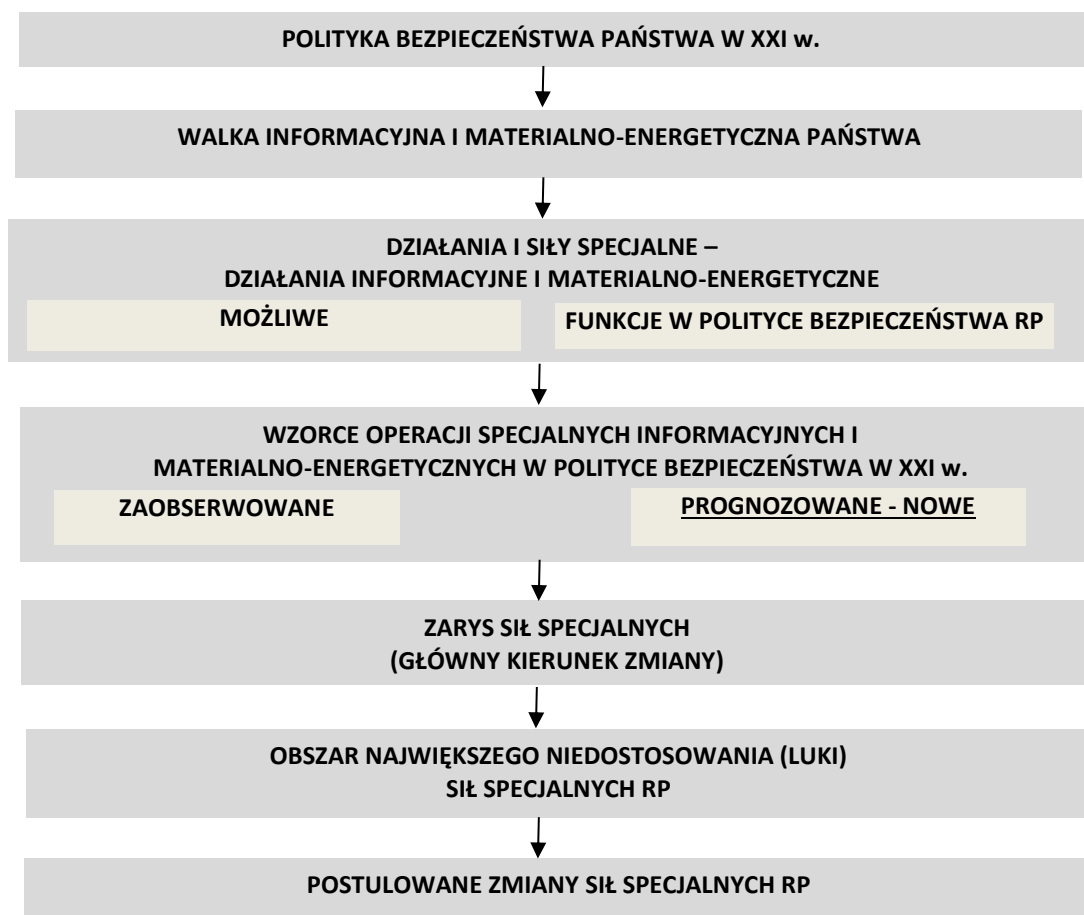 POLITYKA BEZPIECZEŃSTWA PAŃSTWA W XXI w.
WALKA INFORMACYJNA I MATERIALNO-ENERGETYCZNA PAŃSTWA
DZIAŁANIA I SIŁY SPECJALNE –
DZIAŁANIA INFORMACYJNE I MATERIALNO-ENERGETYCZNE
MOŻLIWE
FUNKCJE W POLITYCE BEZPIECZEŃSTWA RP
WZORCE OPERACJI SPECJALNYCH INFORMACYJNYCH I
MATERIALNO-ENERGETYCZNYCH W POLITYCE BEZPIECZEŃSTWA W XXI w.
ZAOBSERWOWANE
PROGNOZOWANE - NOWE
ZARYS SIŁ SPECJALNYCH
(GŁÓWNY KIERUNEK ZMIANY)
OBSZAR NAJWIĘKSZEGO NIEDOSTOSOWANIA (LUKI)
SIŁ SPECJALNYCH RP
POSTULOWANE ZMIANY SIŁ SPECJALNYCH RP